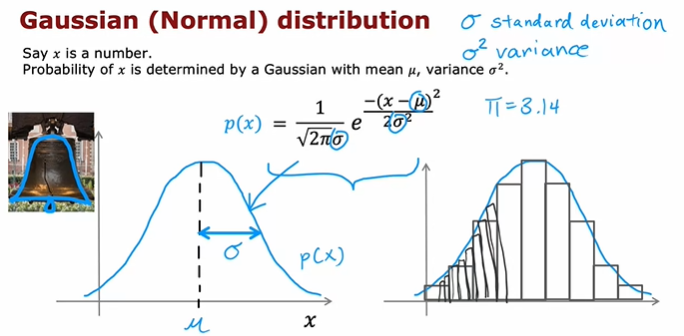 Gaussian (Normal) distribution
σ standard deviation
σ² variance
Say x is a number.
Probability of x is determined by a Gaussian with mean μ, variance σ².
p(x) = 1/√2πσ e^(-(x-μ)²/2σ²)
π=3.14
σ
p(x)
μ
x